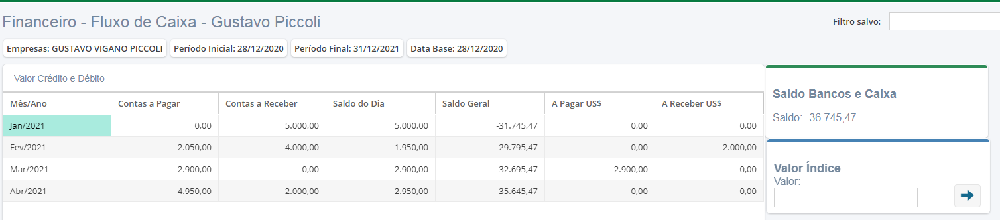 Financeiro - Fluxo de Caixa - Gustavo Piccoli
Filtro salvo:
Empresas: GUSTAVO VIGANO PICCOLI Período Inicial: 28/12/2020 Período Final: 31/12/2021 Data Base: 28/12/2020
Valor Crédito e Débito
Mês/Ano Contas a Pagar Contas a Receber Saldo do Dia Saldo Geral A Pagar US$ A Receber US$
Jan/2021 0,00 5.000,00 5.000,00 -31.745,47 0,00 0,00
Fev/2021 2.050,00 4.000,00 1.950,00 -29.795,47 0,00 2.000,00
Mar/2021 2.900,00 0,00 -2.900,00 -32.695,47 2.900,00 0,00
Abr/2021 4.950,00 2.000,00 -2.950,00 -35.645,47 0,00 0,00
Saldo Bancos e Caixa
Saldo: -36.745,47
Valor Índice
Valor: